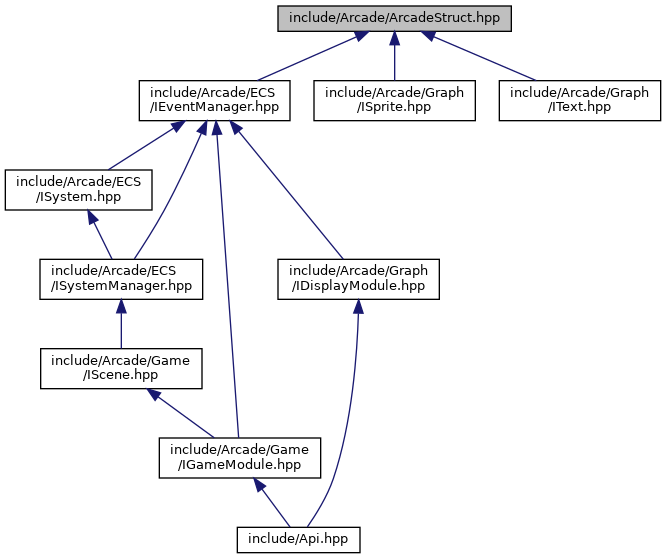 include/Arcade/ArcadeStruct.hpp
include/Arcade/ECS
/IEventManager.hpp
include/Arcade/Graph
/ISprite.hpp
include/Arcade/Graph
/IText.hpp
include/Arcade/ECS
/ISystem.hpp
include/Arcade/ECS
/ISystemManager.hpp
include/Arcade/Graph
/IDisplayModule.hpp
include/Arcade/Game
/IScene.hpp
include/Arcade/Game
/IGameModule.hpp
include/Api.hpp